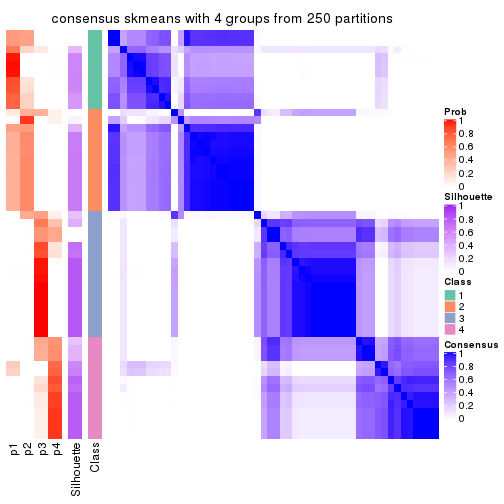 consensus skmeans with 4 groups from 250 partitions
Prob
1
0.8
0.6
0.4
0.2
0
Silhouette
1
0.8
0.6
0.4
0.2
0
Class
1
2
3
4
Consensus
1
0.8
0.6
0.4
0.2
0
p1
p2
p3
p4
Silhouette
Class